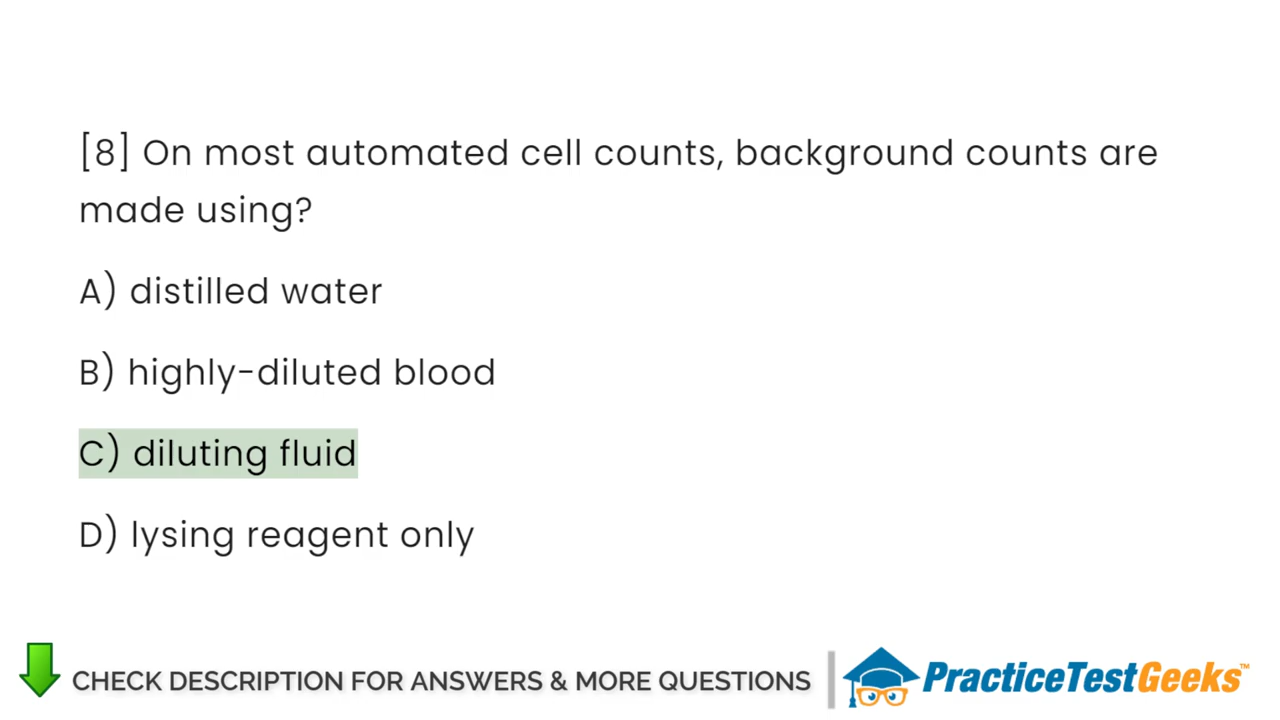 [8] On most automated cell counts, background counts are
made using?
A) distilled water
B) highly-diluted blood
C) diluting fluid
D) lysing reagent only
CHECK DESCRIPTION FOR ANSWERS & MORE QUESTIONS
PracticeTestGeeks™